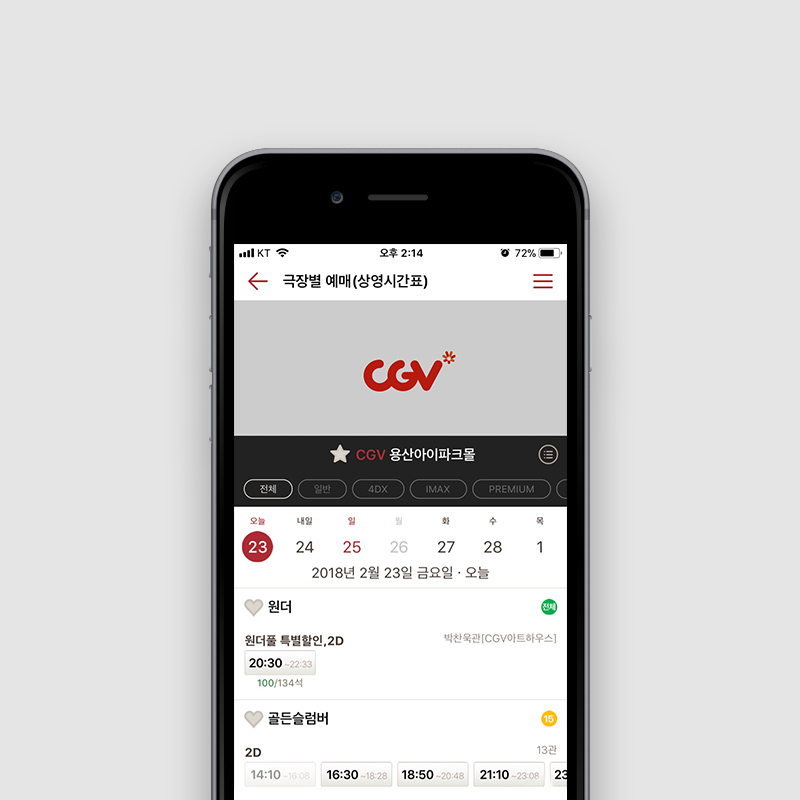 KT 오후 2:14 72%
극장별 예매(상영시간표)
CGV
CGV 용산아이파크몰
전체 일반 4DX IMAX PREMIUM
오늘 내일 일 월 화 수 목
23 24 25 26 27 28 1
2018년 2월 23일 금요일 · 오늘
원더 전체
원더풀 특별할인,2D 박찬욱관[CGV아트하우스]
20:30 ~22:33
100/134석
골든슬럼버 15
2D 13관
14:10 ~16:08 16:30 ~18:28 18:50 ~20:48 21:10 ~23:08 23